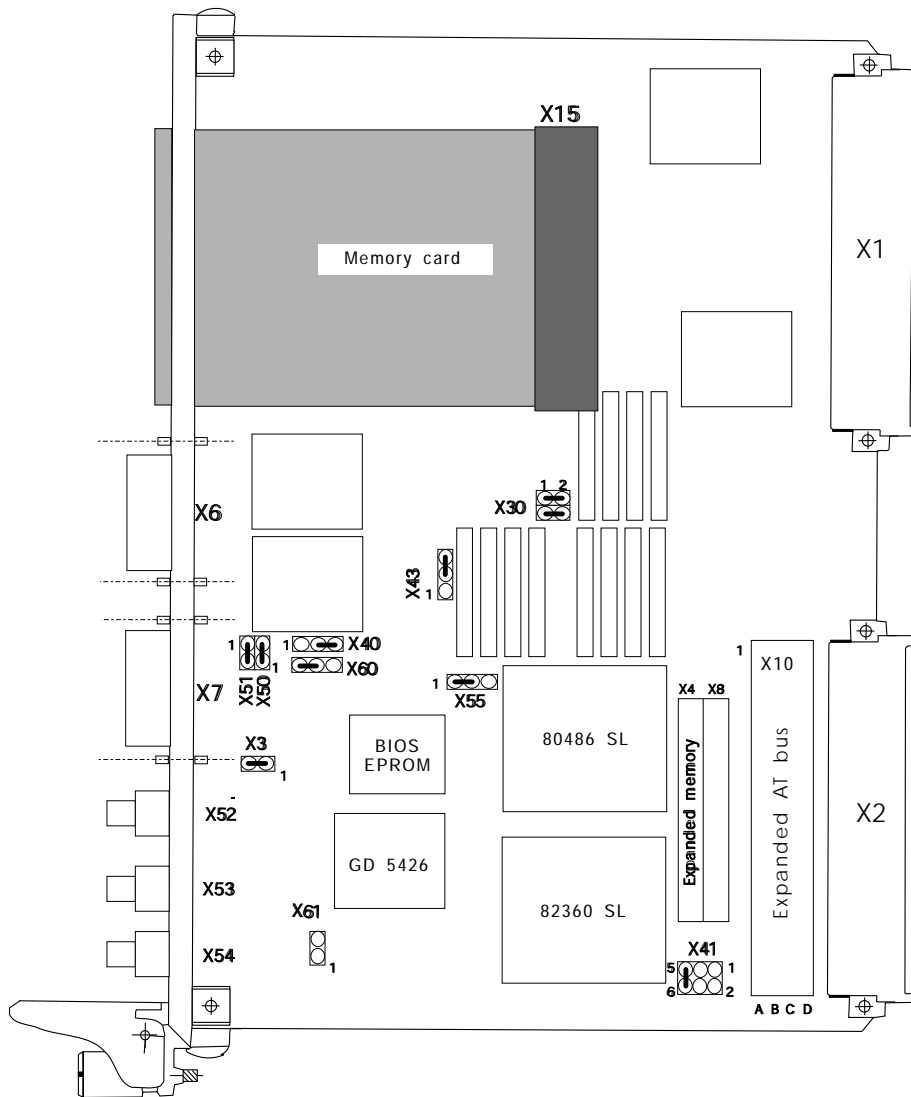 X15
X1
Memory card
1 2
X30
X6
X43
1
1
1
X40
1
X60
X51
X50
1
X55
1
X10
X7
X4
X8
X3
1
BIOS
EPROM
80486 SL
Expanded memory
Expanded AT bus
X2
X52
GD 5426
X53
82360 SL
X61
1
X54
X41
5
1
6
2
A B C D